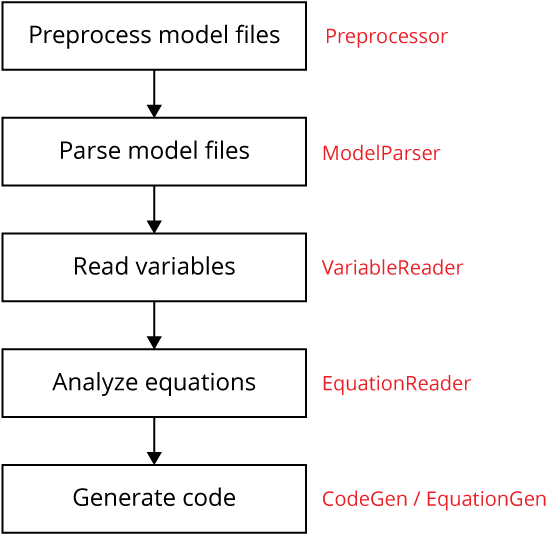 Preprocess model files Preprocessor
Parse model files ModelParser
Read variables VariableReader
Analyze equations EquationReader
Generate code CodeGen / EquationGen